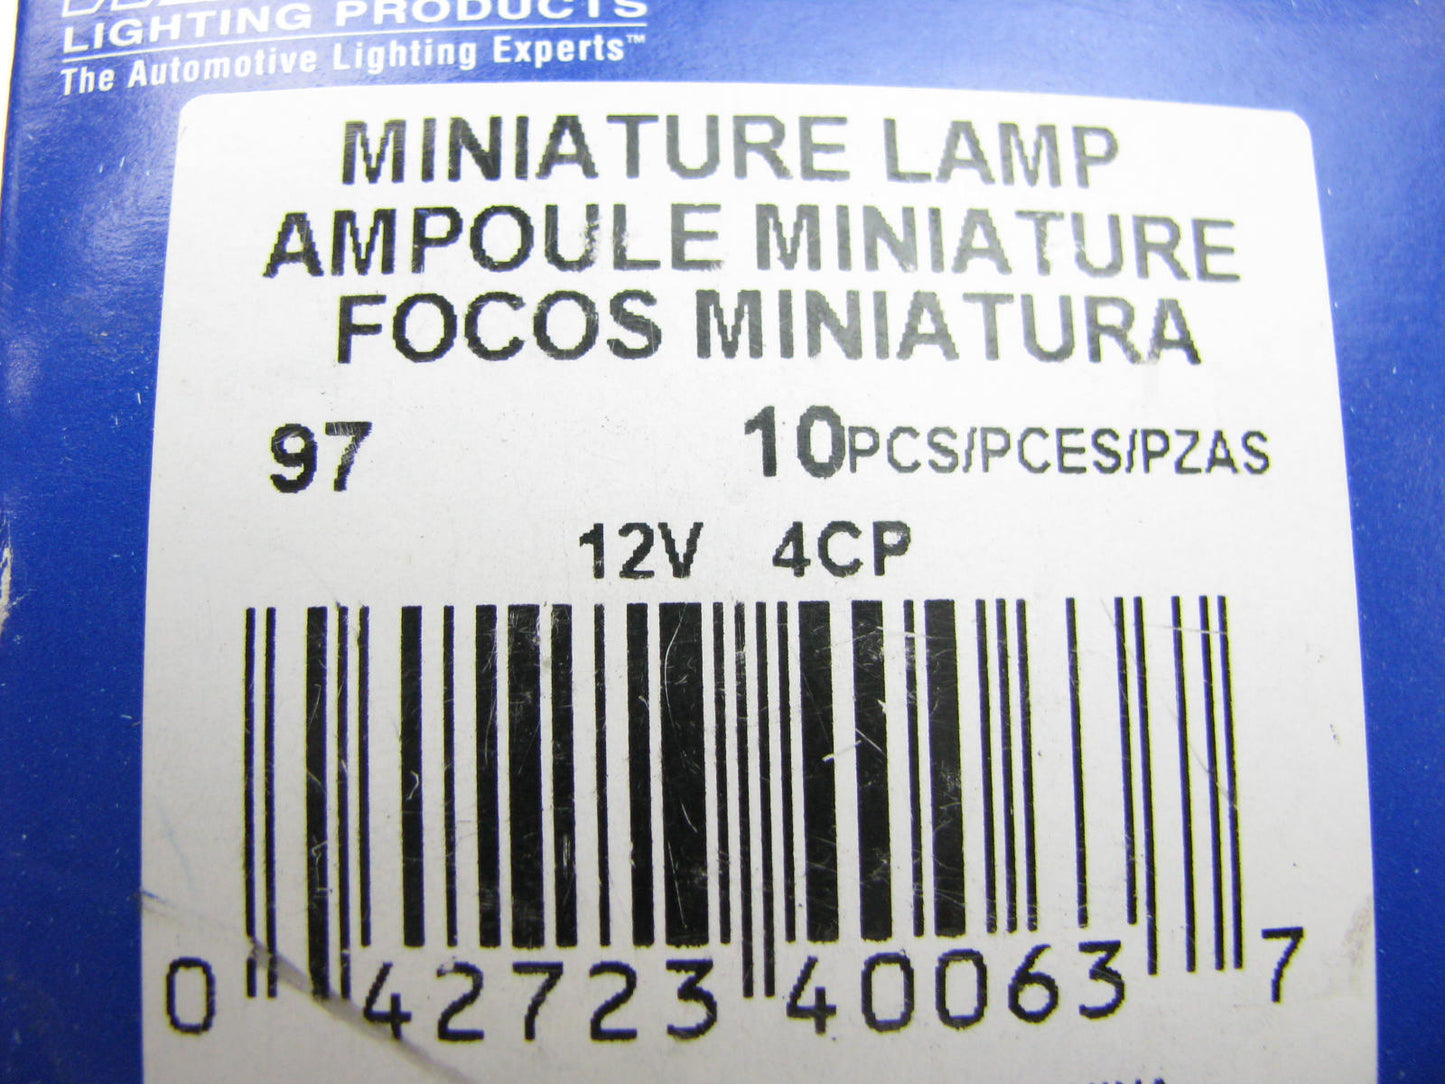 LIGHTING PRODUCTS
The Automotive Lighting Experts™
MINIATURE LAMP
AMPOULE MINIATURE
FOCOS MINIATURA
97 10PCS/PCES/PZAS
12V 4CP
0 42723 40063 7